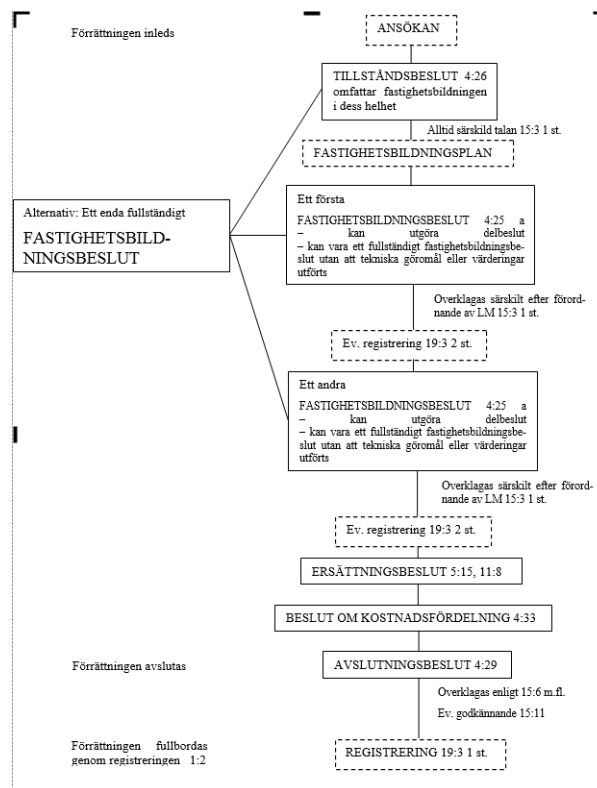 Förrättningen inleds
ANSÖKAN
TILLSTÅNDSBESLUT 4:26
omfattar fastighetsbildningen
i dess helhet
Alltid särskild talan 15:3 1 st.
FASTIGHETSBILDNINGSPLAN
Alternativ: Ett enda fullständigt
FASTIGHETSBILD-
NINGSBESLUT
Ett första
FASTIGHETSBILDNINGSBESLUT 4:25 a
– kan utgöra delbeslut
– kan vara ett fullständigt fastighetsbildningsbe-
slut utan att tekniska göromål eller värderingar
utförts
Overklagas särskilt efter förord-
nande av LM 15:3 1 st.
Ev. registrering 19:3 2 st.
Ett andra
FASTIGHETSBILDNINGSBESLUT 4:25 a
– kan utgöra delbeslut
– kan vara ett fullständigt fastighetsbildningsbe-
slut utan att tekniska göromål eller värderingar
utförts
Overklagas särskilt efter förord-
nande av LM 15:3 1 st.
Ev. registrering 19:3 2 st.
ERSÄTTNINGSBESLUT 5:15, 11:8
BESLUT OM KOSTNADSFÖRDELNING 4:33
Förrättningen avslutas
AVSLUTNINGSBESLUT 4:29
Overklagas enligt 15:6 m.fl.
Ev. godkännande 15:11
Förrättningen fullbordas
genom registreringen 1:2
REGISTRERING 19:3 1 st.